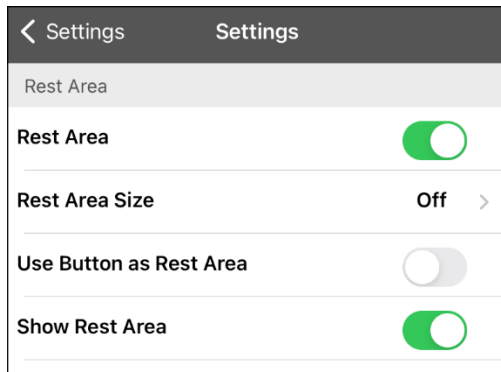 Settings Settings
Rest Area
Rest Area
Rest Area Size Off
Use Button as Rest Area
Show Rest Area